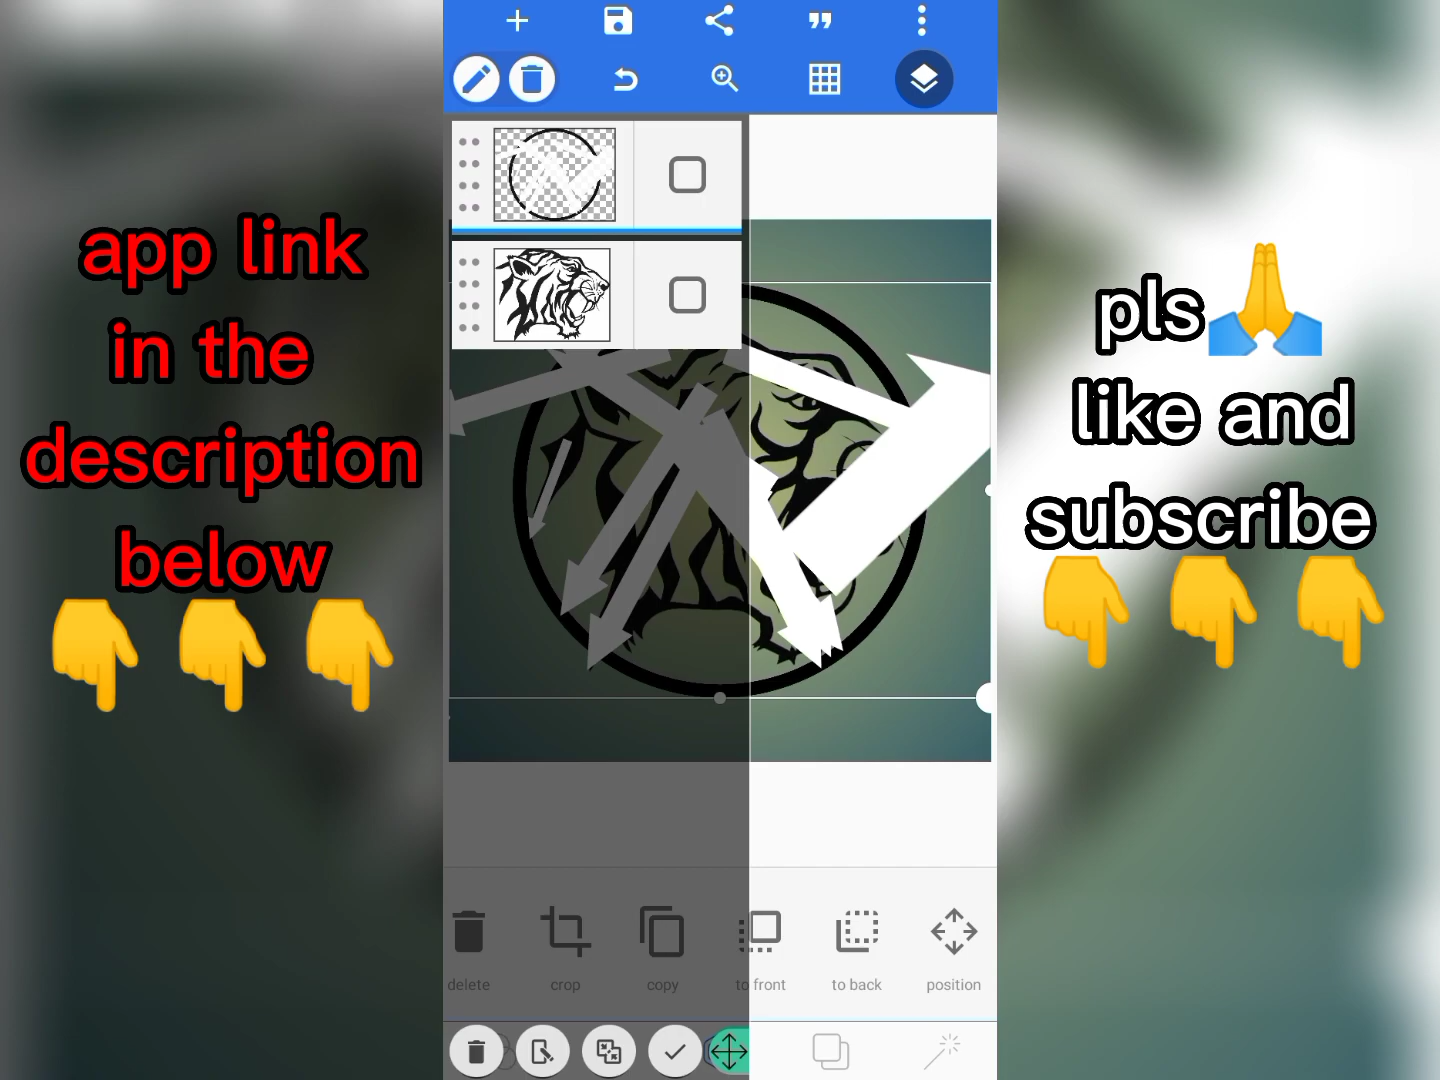 app link
in the
description
below
pls🙏
like and
subscribe
delete
crop
copy
to front
to back
position